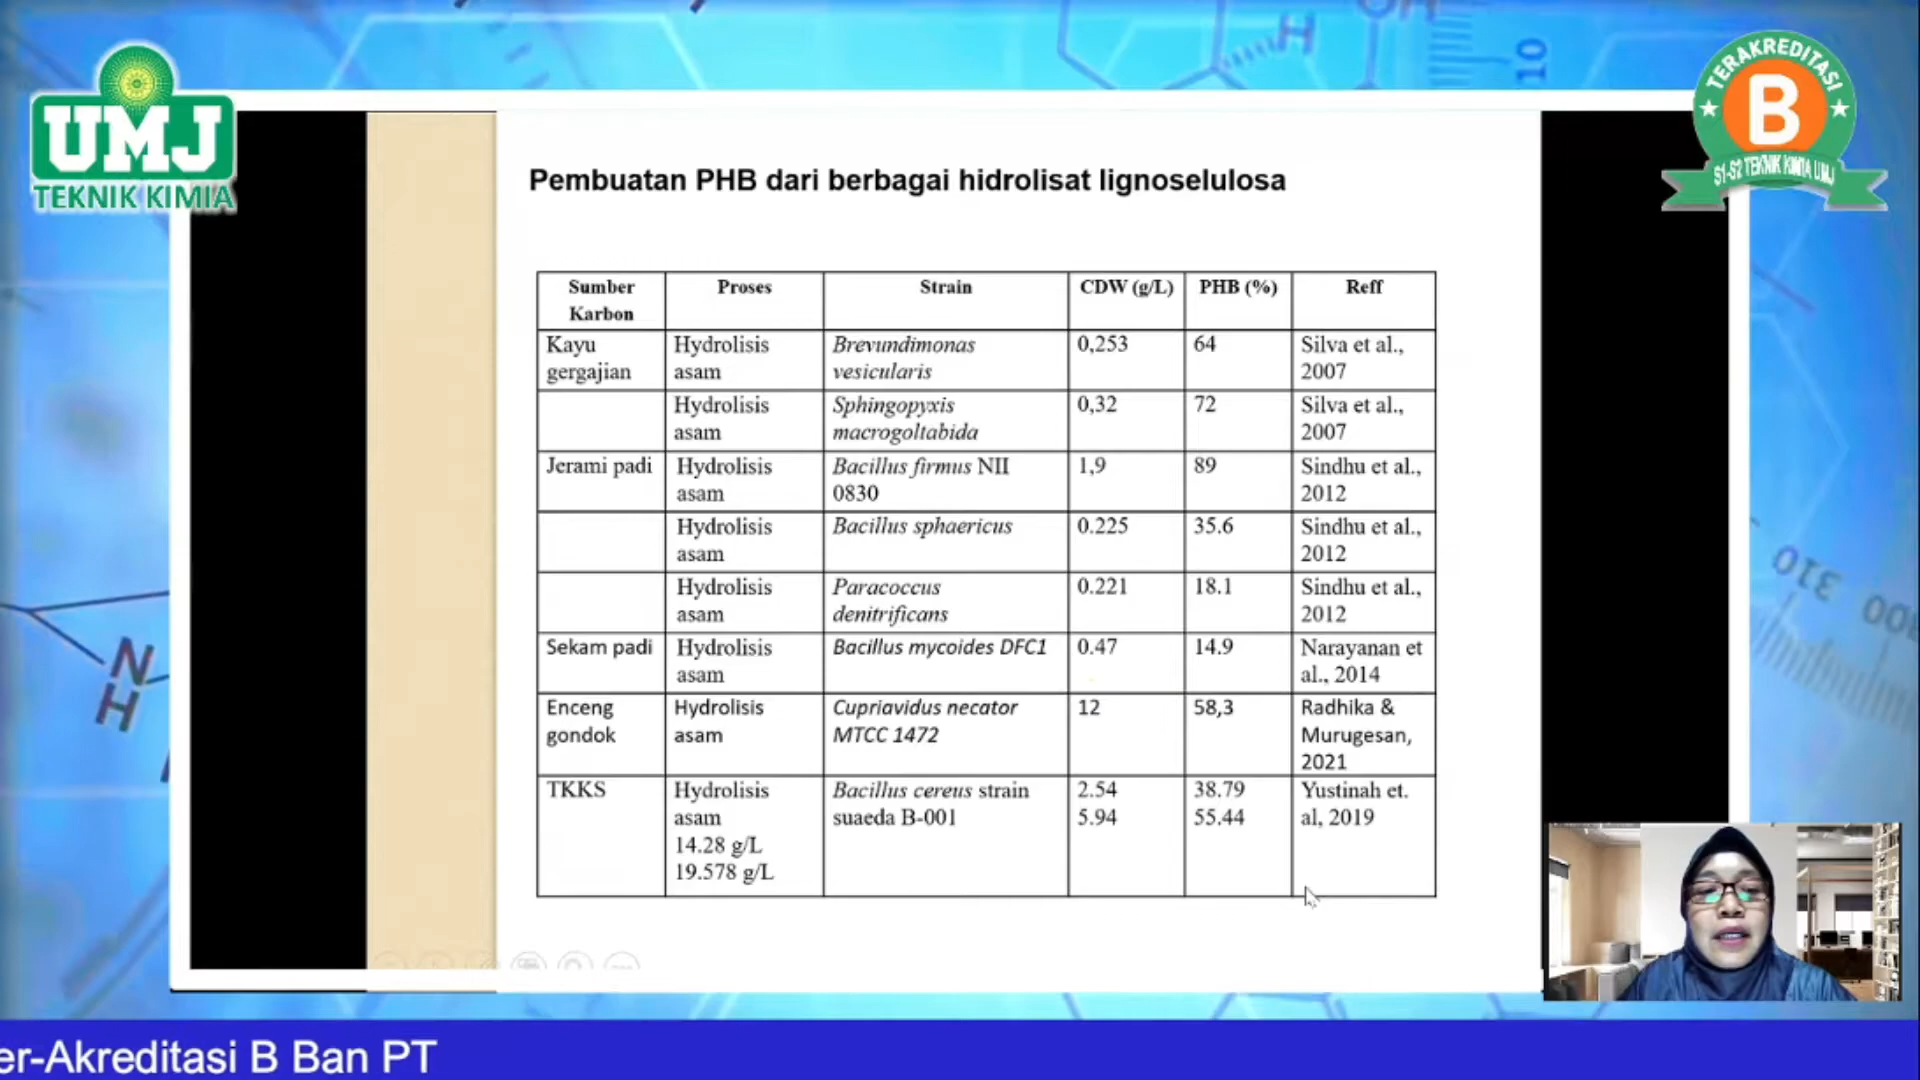 UMJ
TEKNIK KIMIA
TERAKREDITASI
B
S1-S2 TEKNIK KIMIA UMJ
H
OH
10
N
H
310
Pembuatan PHB dari berbagai hidrolisat lignoselulosa
Sumber Karbon
Proses
Strain
CDW (g/L)
PHB (%)
Reff
Kayu gergajian
Hydrolisis asam
Brevundimonas vesicularis
0,253
64
Silva et al., 2007
Hydrolisis asam
Sphingopyxis macrogoltabida
0,32
72
Silva et al., 2007
Jerami padi
Hydrolisis asam
Bacillus firmus NII 0830
1,9
89
Sindhu et al., 2012
Hydrolisis asam
Bacillus sphaericus
0.225
35.6
Sindhu et al., 2012
Hydrolisis asam
Paracoccus denitrificans
0.221
18.1
Sindhu et al., 2012
Sekam padi
Hydrolisis asam
Bacillus mycoides DFC1
0.47
14.9
Narayanan et al., 2014
Enceng gondok
Hydrolisis asam
Cupriavidus necator MTCC 1472
12
58,3
Radhika & Murugesan, 2021
TKKS
Hydrolisis asam
14.28 g/L
19.578 g/L
Bacillus cereus strain suaeda B-001
2.54
5.94
38.79
55.44
Yustinah et. al, 2019
er-Akreditasi B Ban PT